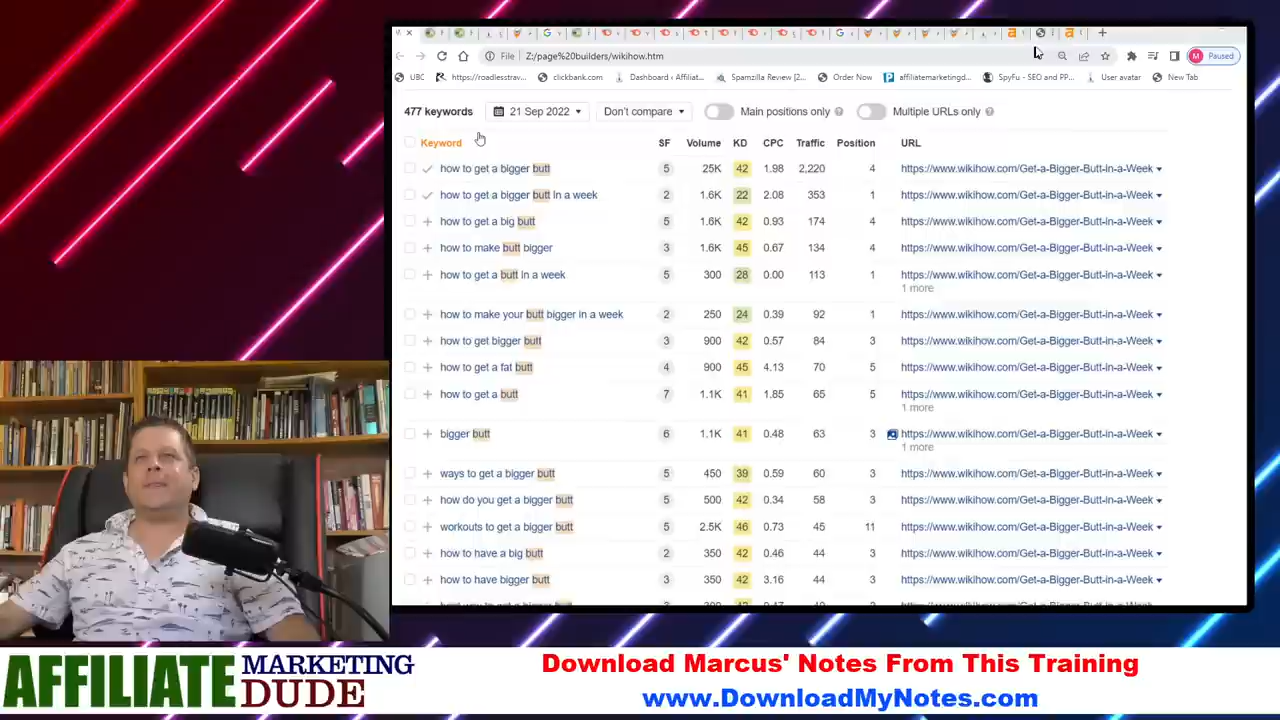 File Z:/page%20builders/wikihow.htm Paused
UBC https://roadlesstrav... clickbank.com Dashboard ‹ Affiliat... Spamzilla Review [2... Order Now affiliatemarketingd... SpyFu - SEO and PP... User avatar New Tab
477 keywords 21 Sep 2022 Don't compare Main positions only Multiple URLs only
Keyword SF Volume KD CPC Traffic Position URL
how to get a bigger butt 5 25K 42 1.98 2,220 4 https://www.wikihow.com/Get-a-Bigger-Butt-in-a-Week
how to get a bigger butt in a week 2 1.6K 22 2.08 353 1 https://www.wikihow.com/Get-a-Bigger-Butt-in-a-Week
how to get a big butt 5 1.6K 42 0.93 174 4 https://www.wikihow.com/Get-a-Bigger-Butt-in-a-Week
how to make butt bigger 3 1.6K 45 0.67 134 4 https://www.wikihow.com/Get-a-Bigger-Butt-in-a-Week
how to get a butt in a week 5 300 28 0.00 113 1 https://www.wikihow.com/Get-a-Bigger-Butt-in-a-Week
1 more
how to make your butt bigger in a week 2 250 24 0.39 92 1 https://www.wikihow.com/Get-a-Bigger-Butt-in-a-Week
how to get bigger butt 3 900 42 0.57 84 3 https://www.wikihow.com/Get-a-Bigger-Butt-in-a-Week
how to get a fat butt 4 900 45 4.13 70 5 https://www.wikihow.com/Get-a-Bigger-Butt-in-a-Week
how to get a butt 7 1.1K 41 1.85 65 5 https://www.wikihow.com/Get-a-Bigger-Butt-in-a-Week
1 more
bigger butt 6 1.1K 41 0.48 63 3 https://www.wikihow.com/Get-a-Bigger-Butt-in-a-Week
1 more
ways to get a bigger butt 5 450 39 0.59 60 3 https://www.wikihow.com/Get-a-Bigger-Butt-in-a-Week
how do you get a bigger butt 5 500 42 0.34 58 3 https://www.wikihow.com/Get-a-Bigger-Butt-in-a-Week
workouts to get a bigger butt 5 2.5K 46 0.73 45 11 https://www.wikihow.com/Get-a-Bigger-Butt-in-a-Week
how to have a big butt 2 350 42 0.46 44 3 https://www.wikihow.com/Get-a-Bigger-Butt-in-a-Week
how to have bigger butt 3 350 42 3.16 44 3 https://www.wikihow.com/Get-a-Bigger-Butt-in-a-Week
AFFILIATE MARKETING DUDE
Download Marcus' Notes From This Training
www.DownloadMyNotes.com